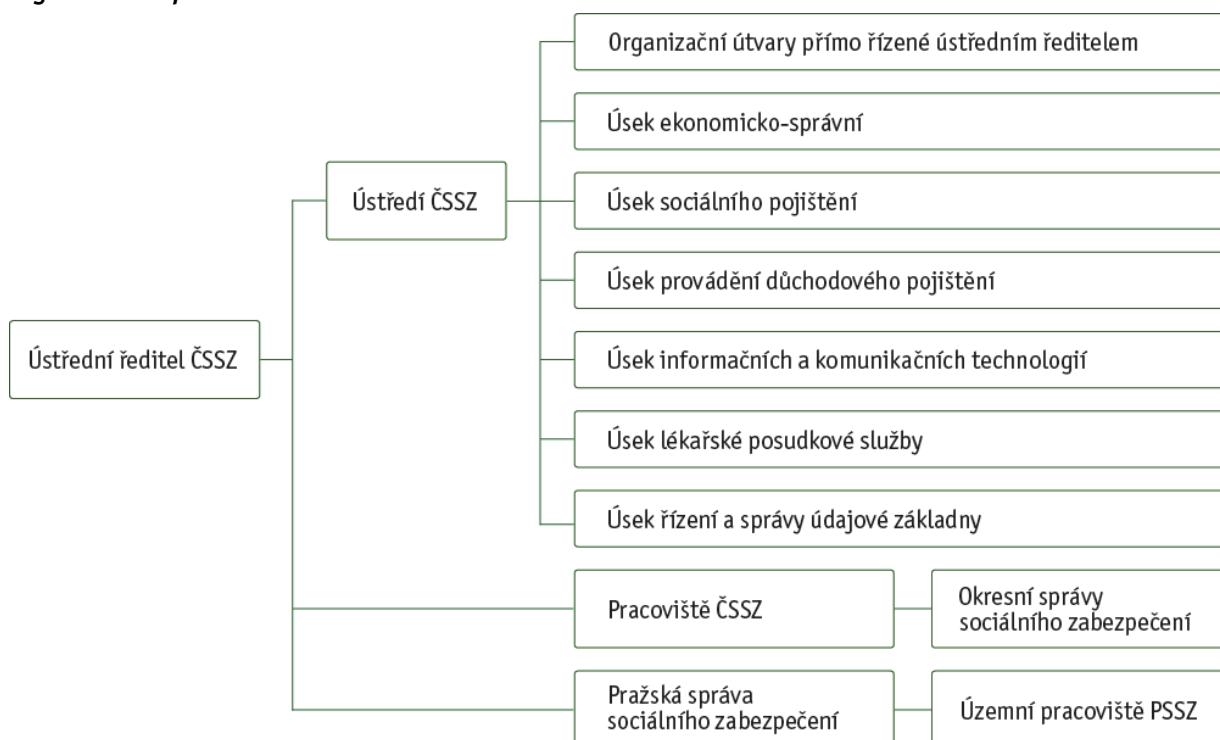 Organizační útvary přímo řízené ústředním ředitelem
Úsek ekonomicko-správní
Úsek sociálního pojištění
Ústředí ČSSZ
Úsek provádění důchodového pojištění
Ústřední ředitel ČSSZ
Úsek informačních a komunikačních technologií
Úsek lékařské posudkové služby
Úsek řízení a správy údajové základny
Pracoviště ČSSZ
Okresní správy
sociálního zabezpečení
Pražská správa
sociálního zabezpečení
Územní pracoviště PSSZ